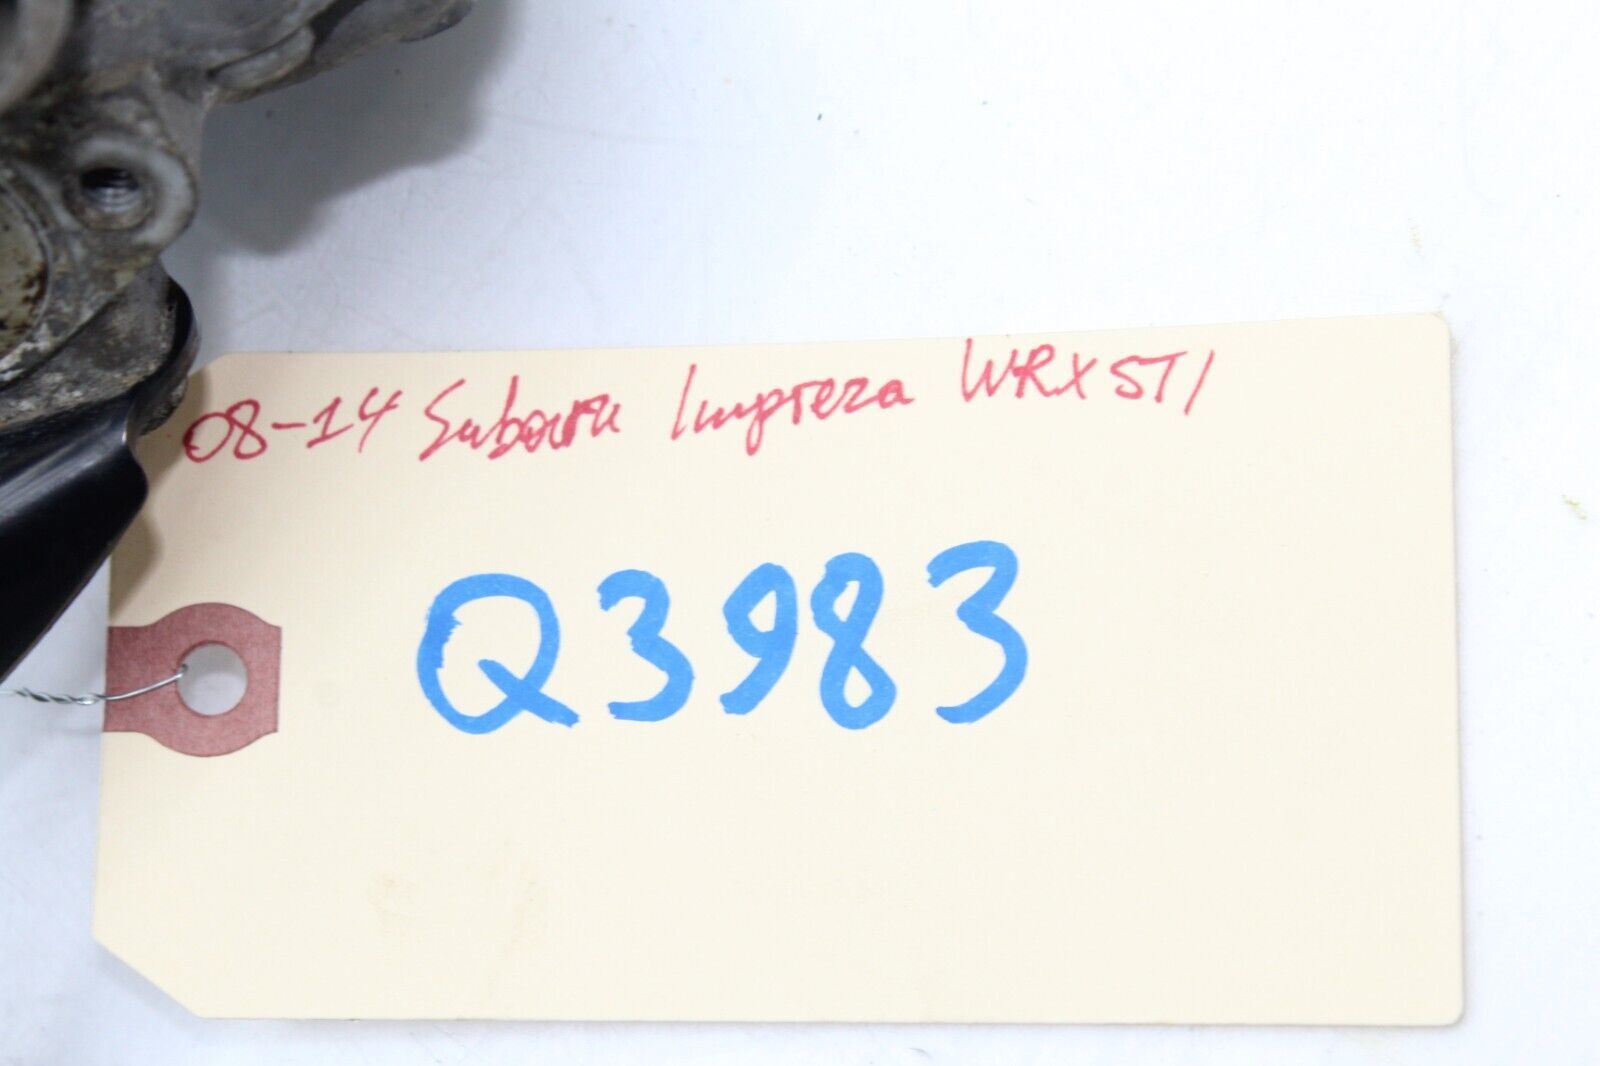 08-14 Subaru Impreza WRX STI
Q3983